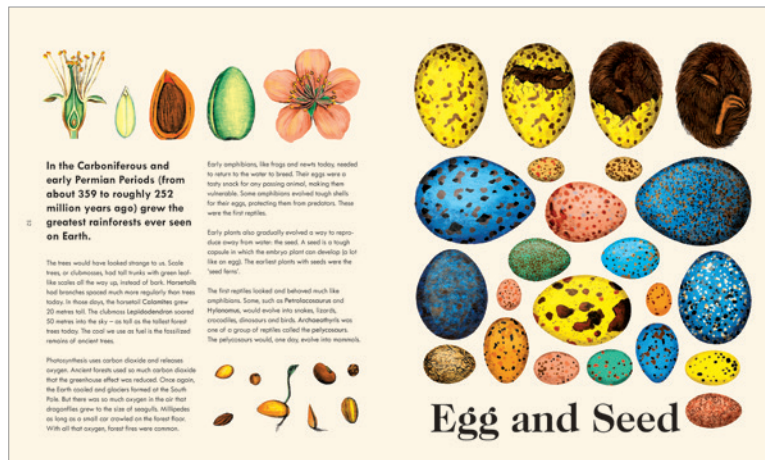 In the Carboniferous and
early Permian Periods (from
about 359 to roughly 252
million years ago) grew the
greatest rainforests ever seen
on Earth.
The trees would have looked strange to us. Scale
trees, or clubmosses, had tall trunks with green leaf-
like scales all the way up, instead of bark. Horsetails
had branches spaced much more regularly than trees
today. In those days, the horsetail Calamites grew
20 metres tall. The clubmoss Lepidodendron soared
50 metres into the sky – as tall as the tallest forest
trees today. The coal we use as fuel is the fossilized
remains of ancient trees.
Photosynthesis uses carbon dioxide and releases
oxygen. Ancient forests used so much carbon dioxide
that the greenhouse effect was reduced. Once again,
the Earth cooled and glaciers formed at the South
Pole. But there was so much oxygen in the air that
dragonflies grew to the size of seagulls. Millipedes
as long as a small car crawled on the forest floor.
With all that oxygen, forest fires were common.
Early amphibians, like frogs and newts today, needed
to return to the water to breed. Their eggs were a
tasty snack for any passing animal, making them
vulnerable. Some amphibians evolved tough shells
for their eggs, protecting them from predators. These
were the first reptiles.
Early plants also gradually evolved a way to repro-
duce away from water: the seed. A seed is a tough
capsule in which the embryo plant can develop (a lot
like an egg). The earliest plants with seeds were the
'seed ferns'.
The first reptiles looked and behaved much like
amphibians. Some, such as Petrolacosaurus and
Hylonomus, would evolve into snakes, lizards,
crocodiles, dinosaurs and birds. Archaeothyris was
one of a group of reptiles called the pelycosaurs.
The pelycosaurs would, one day, evolve into mammals.
Egg and Seed